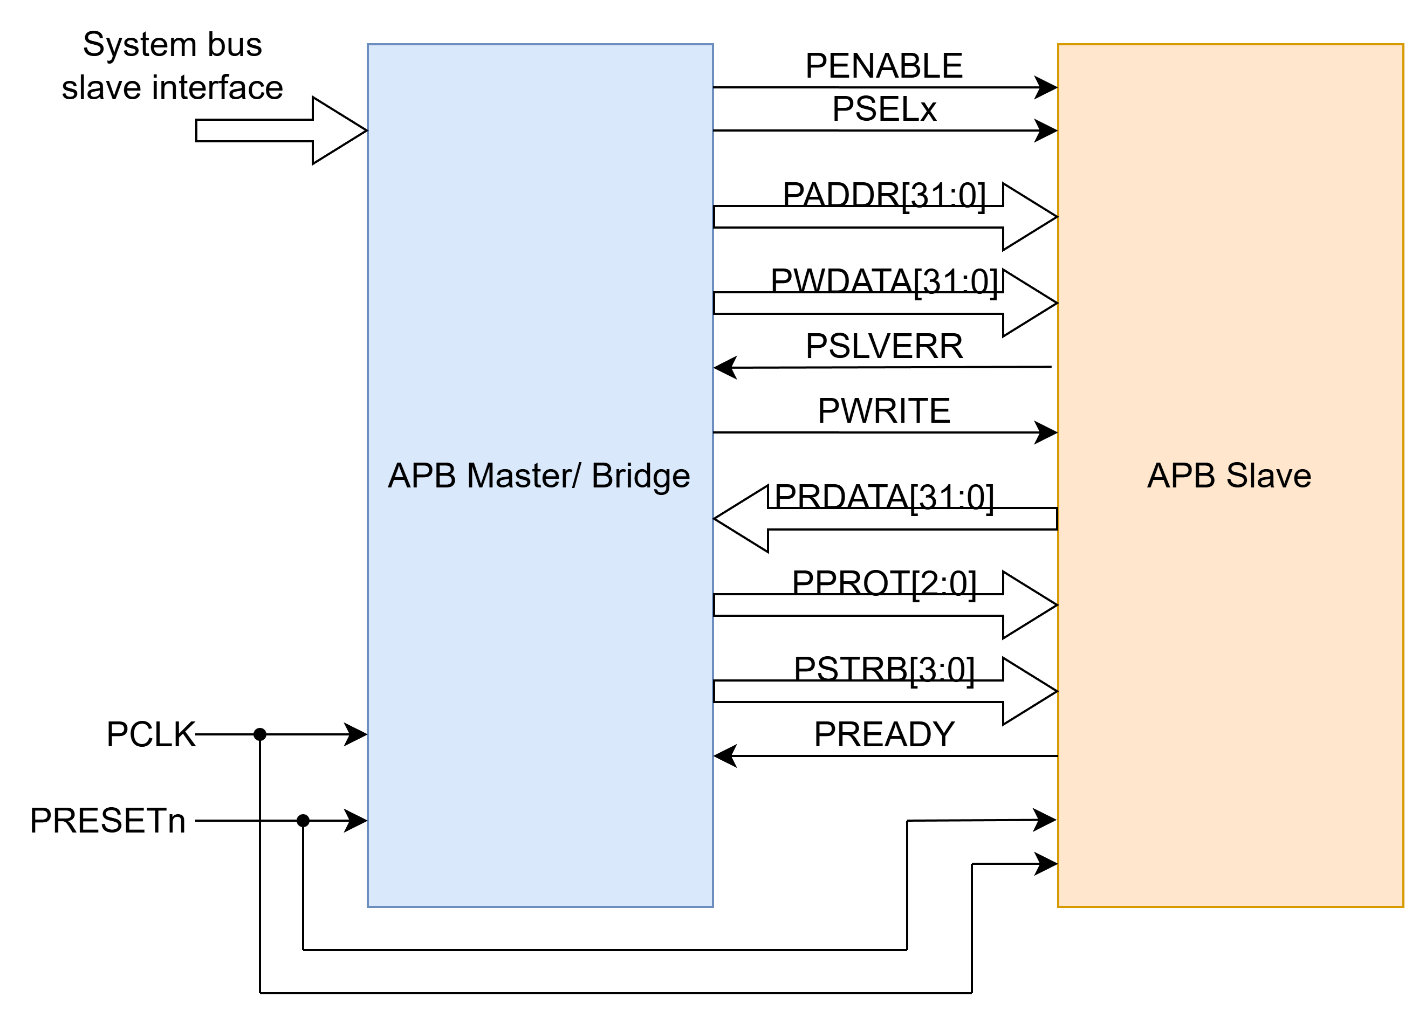 System bus
slave interface
PENABLE
PSELx
PADDR[31:0]
PWDATA[31:0]
PSLVERR
PWRITE
APB Master/ Bridge
APB Slave
PRDATA[31:0]
PPROT[2:0]
PSTRB[3:0]
PCLK
PREADY
PRESETn